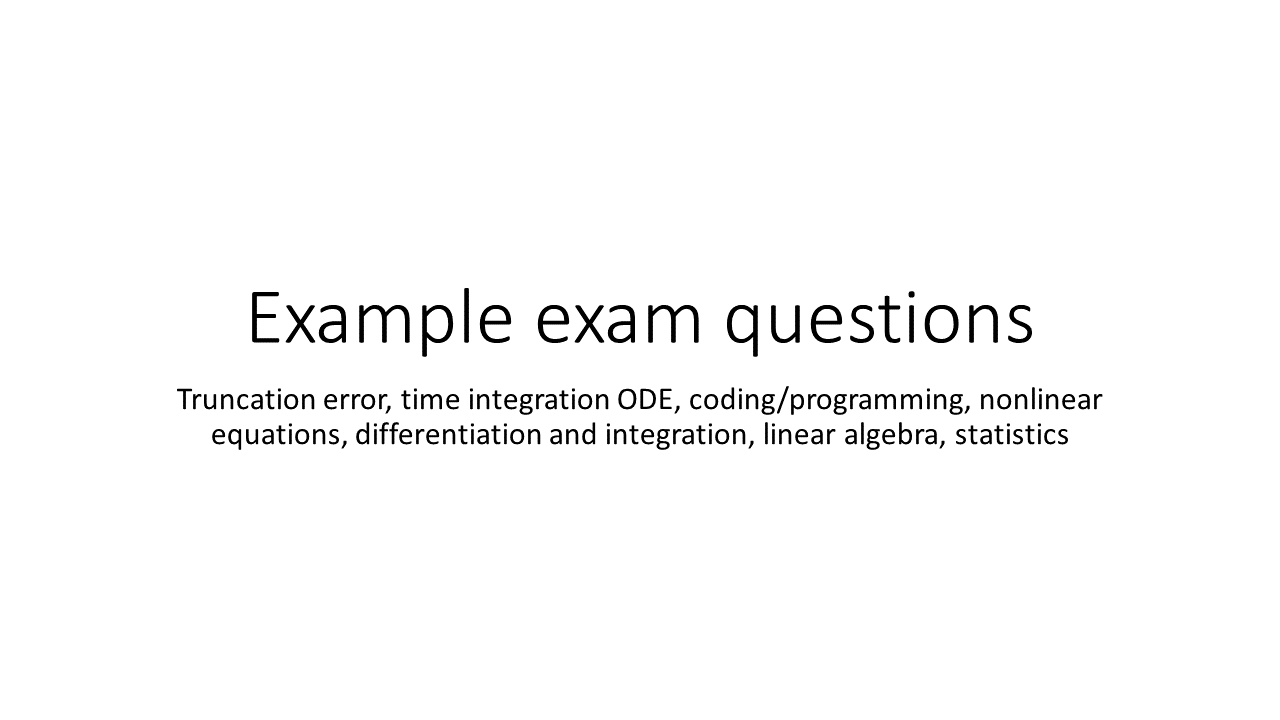 Example exam questions
Truncation error, time integration ODE, coding/programming, nonlinear
equations, differentiation and integration, linear algebra, statistics